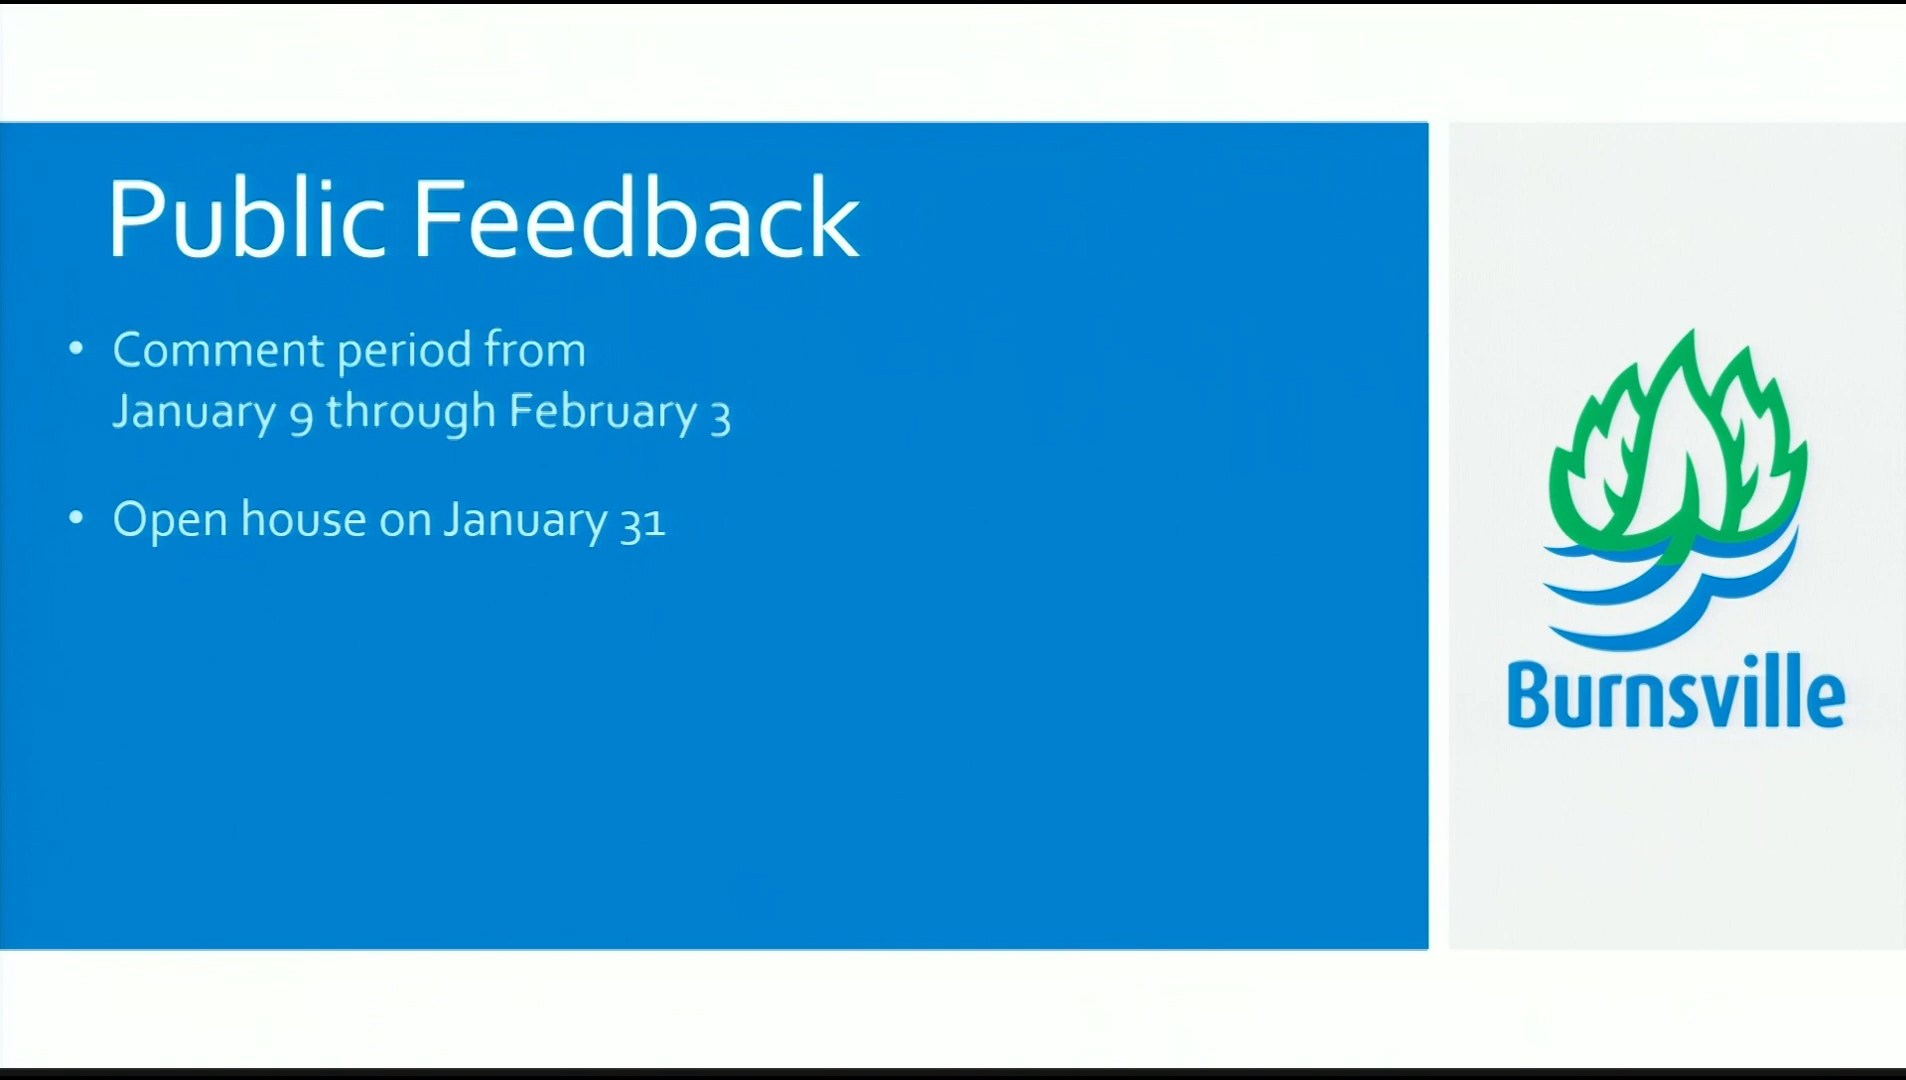 Public Feedback
• Comment period from
January 9 through February 3
• Open house on January 31
Burnsville